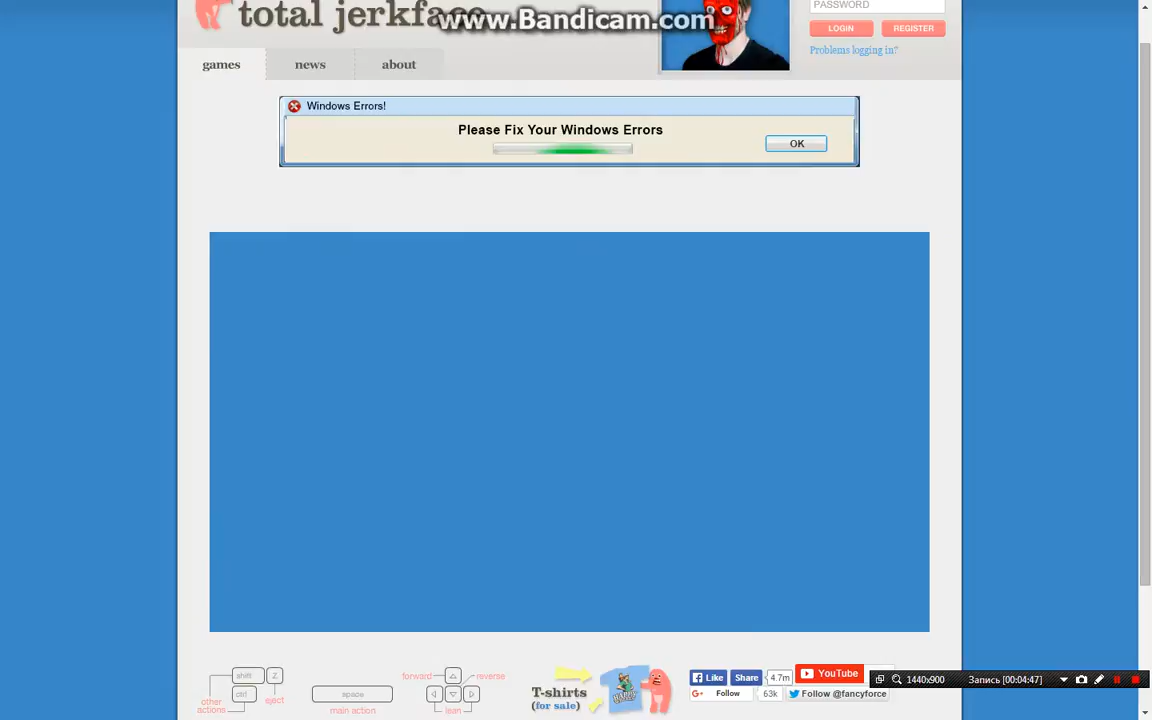 total jerkface
www.Bandicam.com
PASSWORD
LOGIN
REGISTER
Problems logging in?
games
news
about
Windows Errors!
Please Fix Your Windows Errors
OK
shift
Z
ctrl
eject
other
actions
space
main action
forward
reverse
lean
T-shirts
(for sale)
Like
Share
4.7m
YouTube
Follow
63k
Follow @fancyforce
1440x900
Запись [00:04:47]